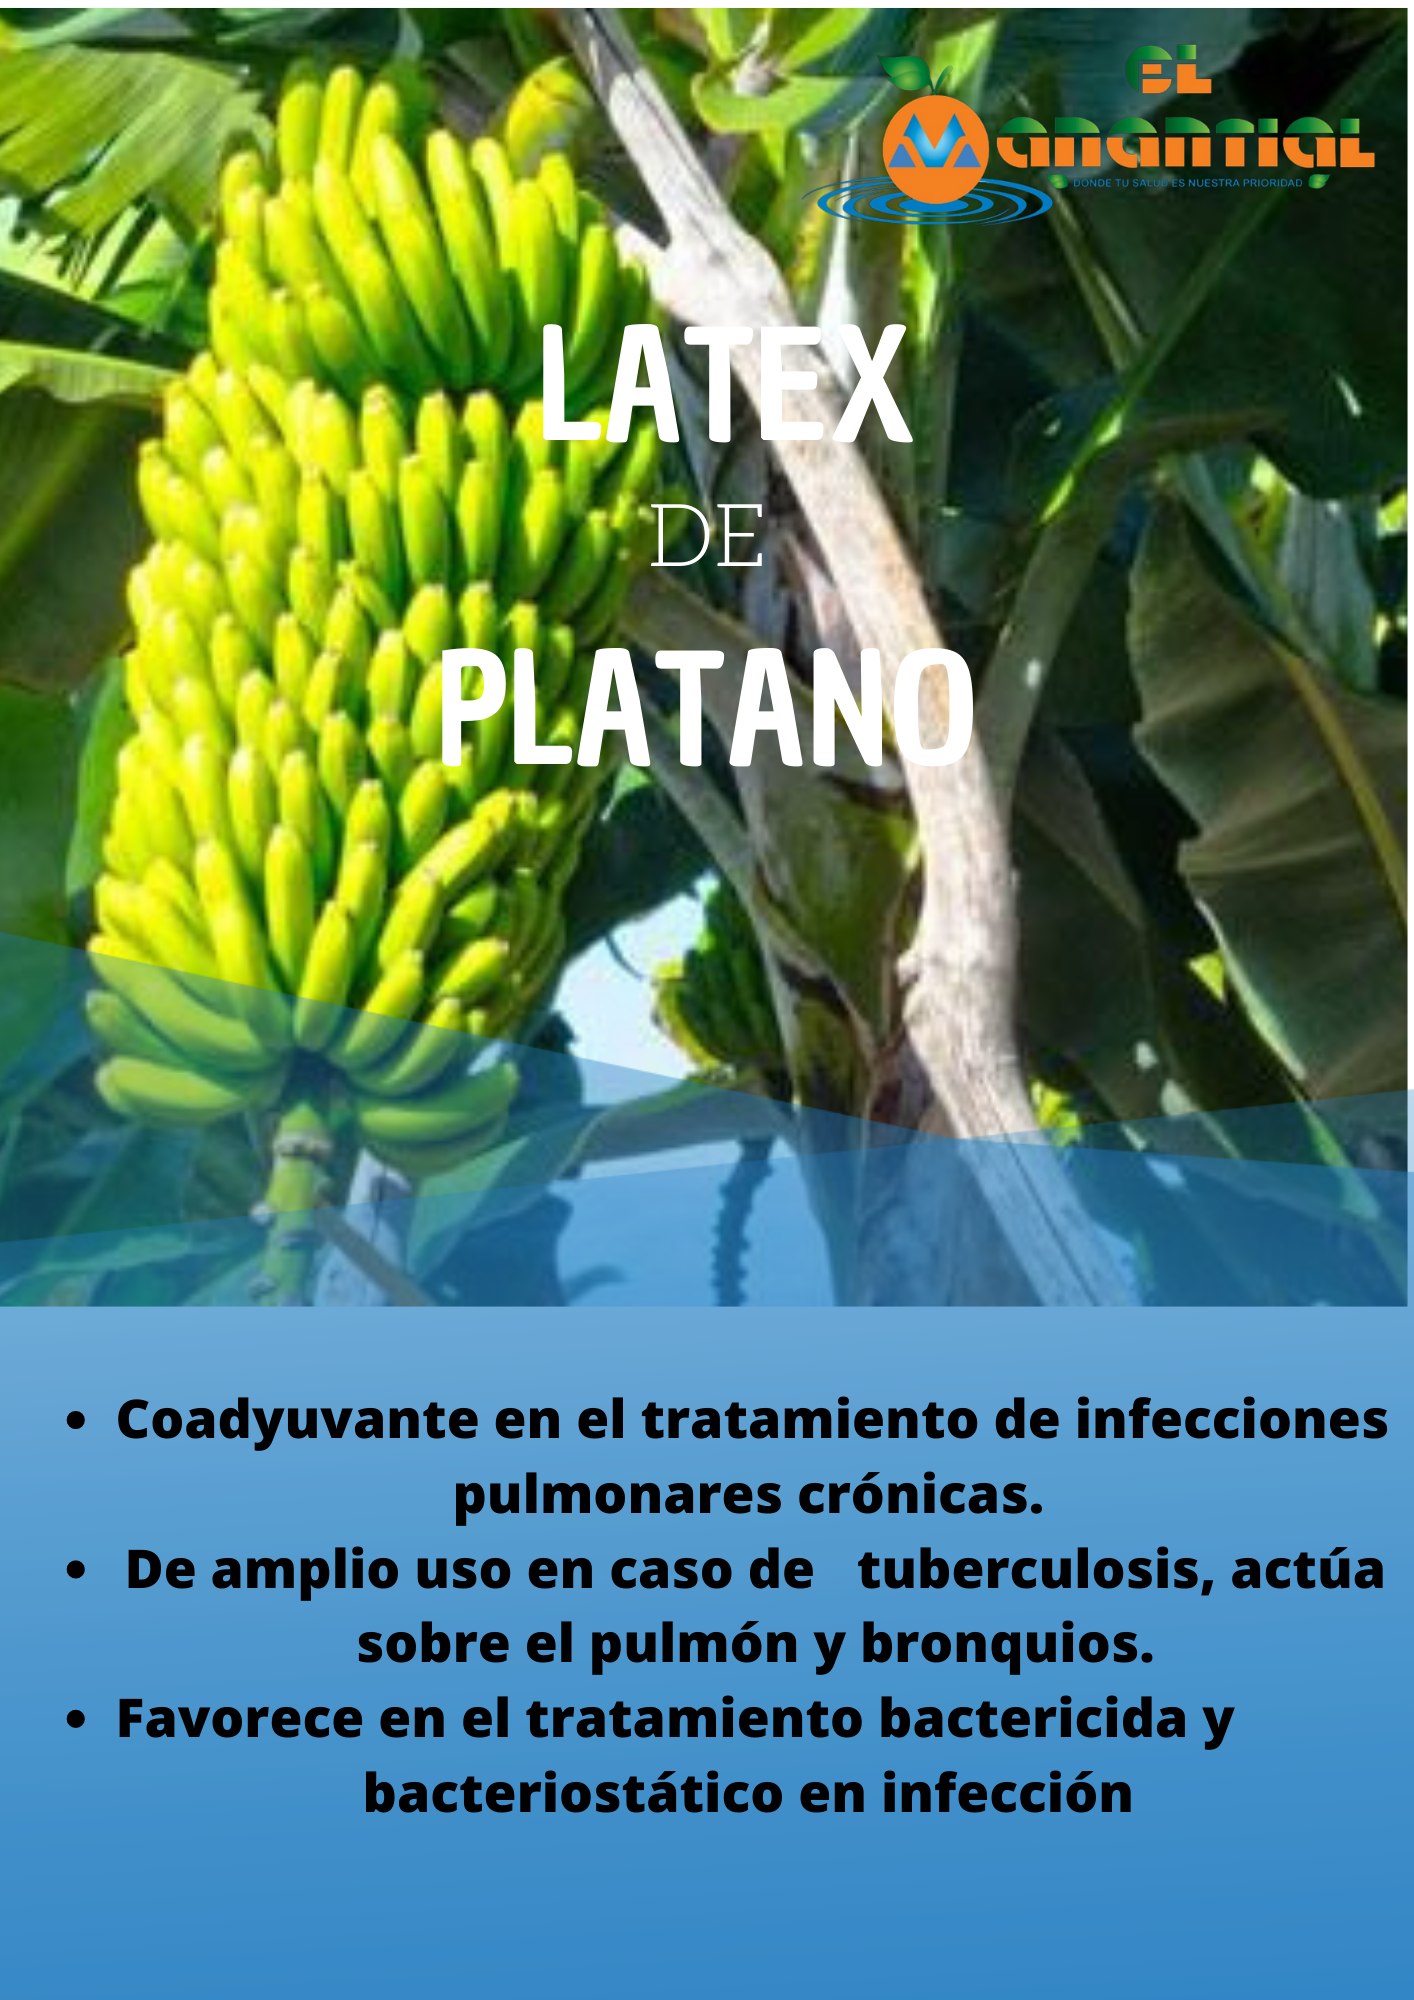 EL
MANANTIAL
DONDE TU SALUD ES NUESTRA PRIORIDAD
LATEX
DE
PLATANO
• Coadyuvante en el tratamiento de infecciones
pulmonares crónicas.
• De amplio uso en caso de tuberculosis, actúa
sobre el pulmón y bronquios.
• Favorece en el tratamiento bactericida y
bacteriostático en infección